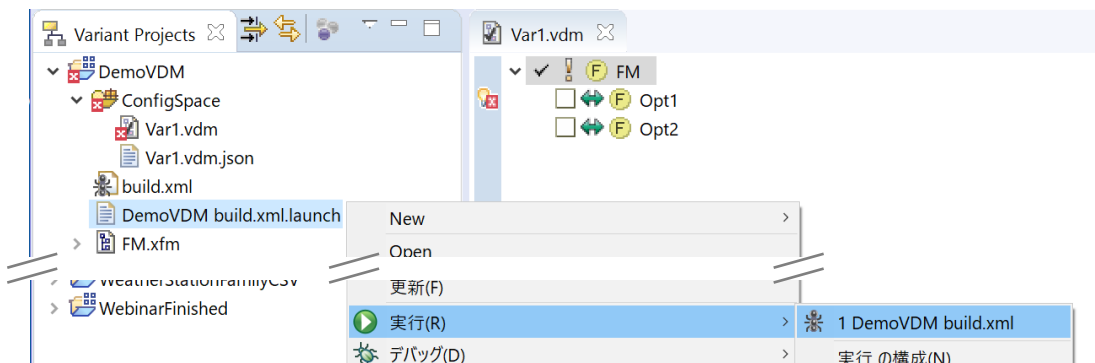 Variant Projects
Var1.vdm
DemoVDM
ConfigSpace
Var1.vdm
Var1.vdm.json
build.xml
DemoVDM build.xml.launch
FM.xfm
WeatherStationFamilyCSV
WebinarFinished
F FM
F Opt1
F Opt2
New
Open
更新(F)
実行(R)
デバッグ(D)
1 DemoVDM build.xml
実行 の構成(N)